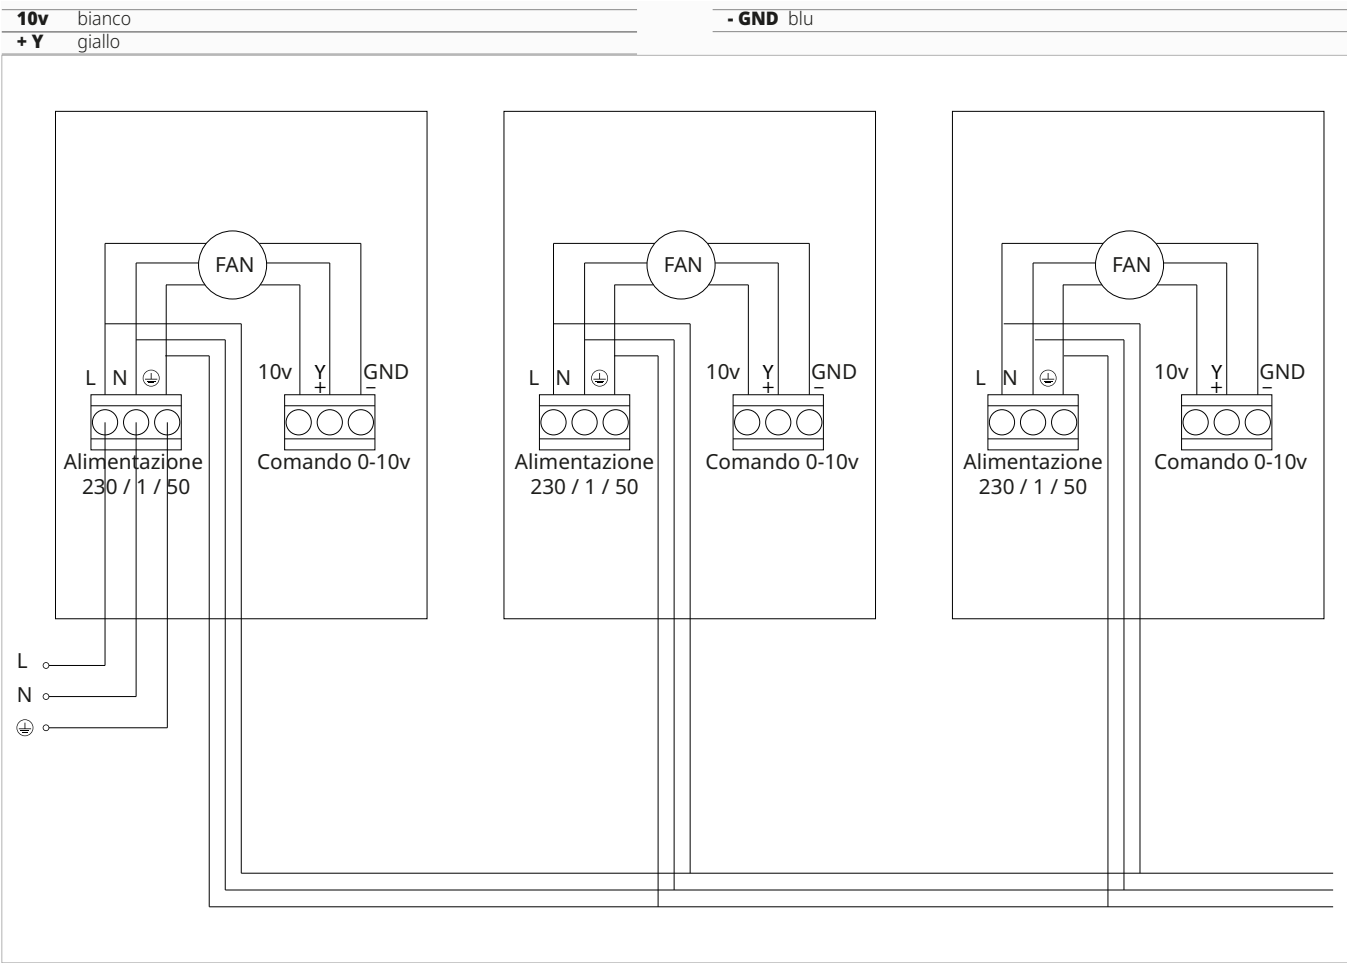 10v bianco
- GND blu
+ Y giallo
FAN
FAN
FAN
L N
10v Y GND
+ –
L N
10v Y GND
+ –
L N
10v Y GND
+ –
Alimentazione
230 / 1 / 50
Comando 0-10v
Alimentazione
230 / 1 / 50
Comando 0-10v
Alimentazione
230 / 1 / 50
Comando 0-10v
L
N